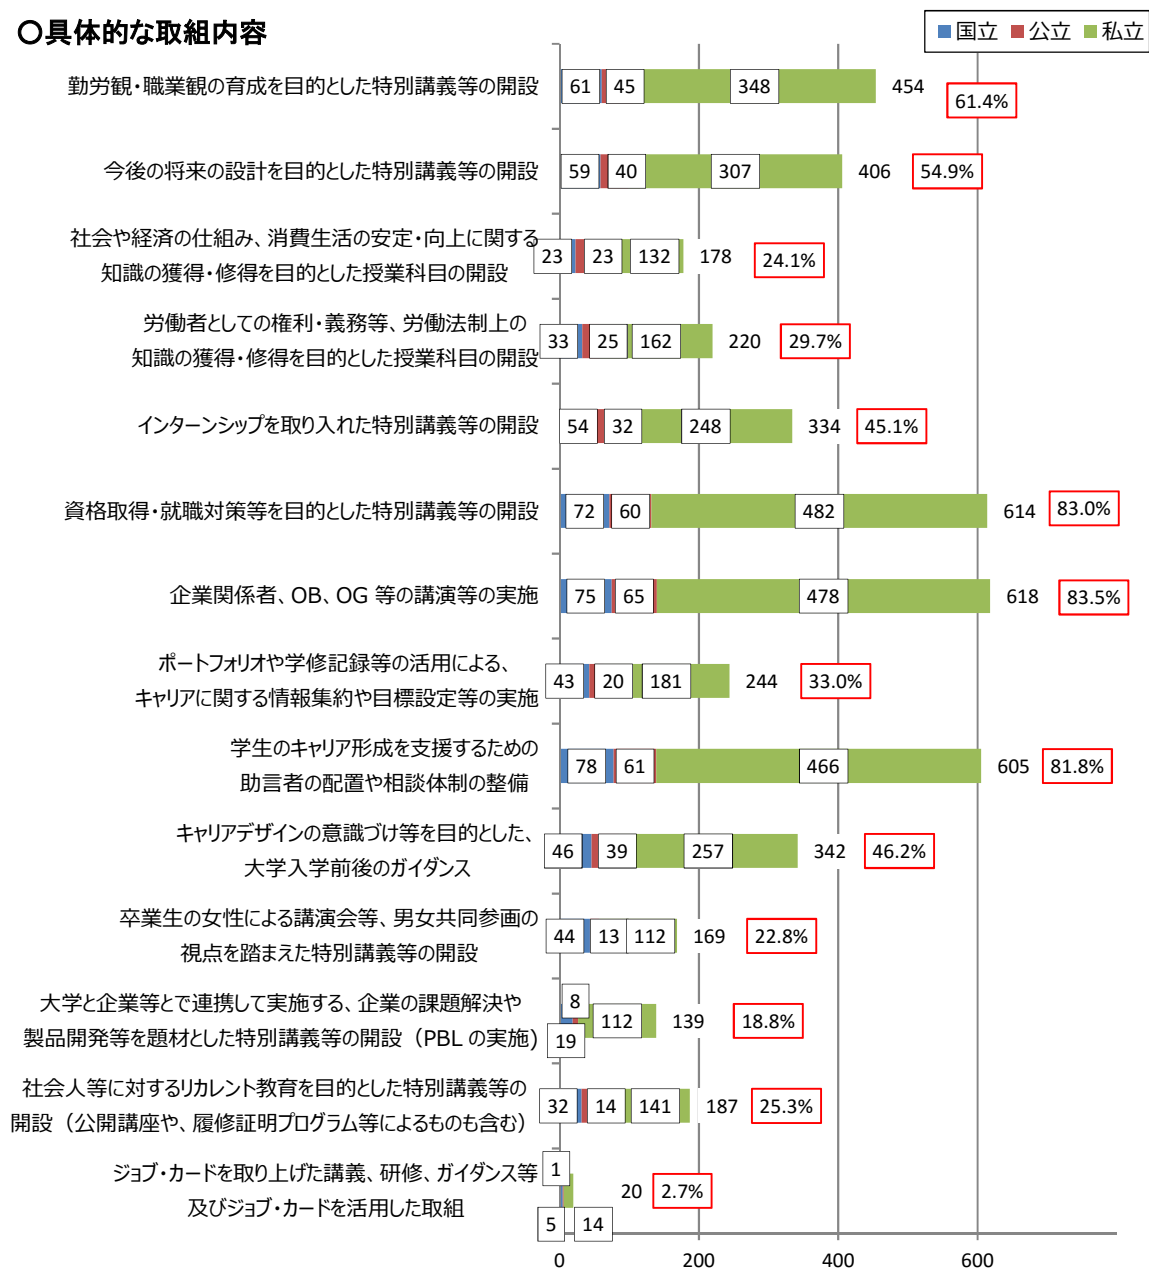 〇具体的な取組内容
国立 公立 私立
勤労観・職業観の育成を目的とした特別講義等の開設
61 45 348 454 61.4%
今後の将来の設計を目的とした特別講義等の開設
59 40 307 406 54.9%
社会や経済の仕組み、消費生活の安定・向上に関する
知識の獲得・修得を目的とした授業科目の開設
23 23 132 178 24.1%
労働者としての権利・義務等、労働法制上の
知識の獲得・修得を目的とした授業科目の開設
33 25 162 220 29.7%
インターンシップを取り入れた特別講義等の開設
54 32 248 334 45.1%
資格取得・就職対策等を目的とした特別講義等の開設
72 60 482 614 83.0%
企業関係者、OB、OG 等の講演等の実施
75 65 478 618 83.5%
ポートフォリオや学修記録等の活用による、
キャリアに関する情報集約や目標設定等の実施
43 20 181 244 33.0%
学生のキャリア形成を支援するための
助言者の配置や相談体制の整備
78 61 466 605 81.8%
キャリアデザインの意識づけ等を目的とした、
大学入学前後のガイダンス
46 39 257 342 46.2%
卒業生の女性による講演会等、男女共同参画の
視点を踏まえた特別講義等の開設
44 13 112 169 22.8%
大学と企業等とで連携して実施する、企業の課題解決や
製品開発等を題材とした特別講義等の開設（PBL の実施）
8
19 112 139 18.8%
社会人等に対するリカレント教育を目的とした特別講義等の
開設（公開講座や、履修証明プログラム等によるものも含む）
32 14 141 187 25.3%
ジョブ・カードを取り上げた講義、研修、ガイダンス等
及びジョブ・カードを活用した取組
1
20 2.7%
5 14
0 200 400 600